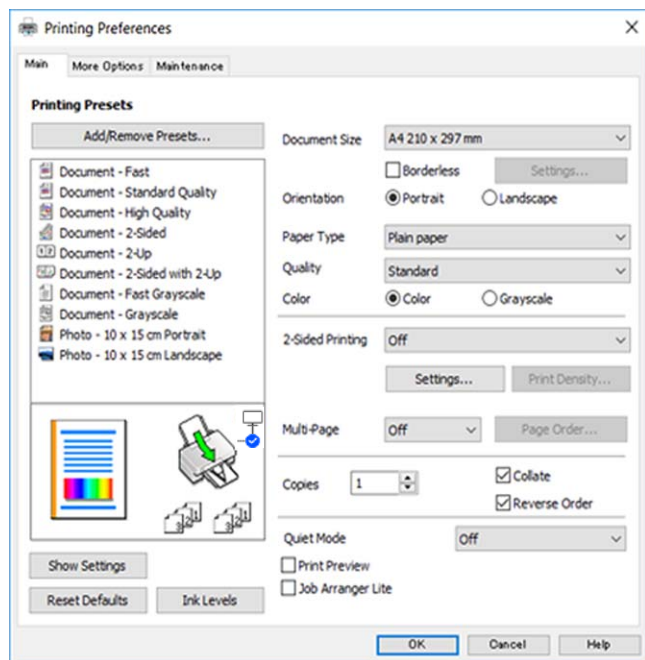 Printing Preferences
Main More Options Maintenance
Printing Presets
Add/Remove Presets...
Document - Fast
Document - Standard Quality
Document - High Quality
Document - 2-Sided
Document - 2-Up
Document - 2-Sided with 2-Up
Document - Fast Grayscale
Document - Grayscale
Photo - 10 x 15 cm Portrait
Photo - 10 x 15 cm Landscape
Show Settings
Reset Defaults Ink Levels
Document Size A4 210 x 297 mm
Borderless Settings...
Orientation Portrait Landscape
Paper Type Plain paper
Quality Standard
Color Color Grayscale
2-Sided Printing Off
Settings... Print Density...
Multi-Page Off Page Order...
Copies 1 Collate
Reverse Order
Quiet Mode Off
Print Preview
Job Arranger Lite
OK Cancel Help